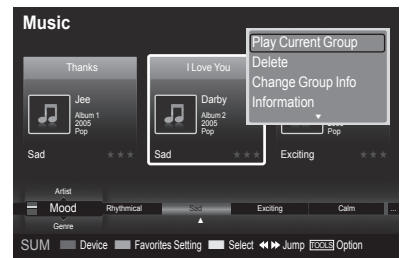 Music
Thanks
I Love You
Play Current Group
Delete
Change Group Info
Information
Jee
Album 1
2005
Pop
Sad
Darby
Album 2
2005
Pop
Sad
Pop
Exciting
Artist
Mood
Genre
Rhythmical
Sad
Exciting
Calm
...
SUM Device Favorites Setting Select Jump TOOLS Option